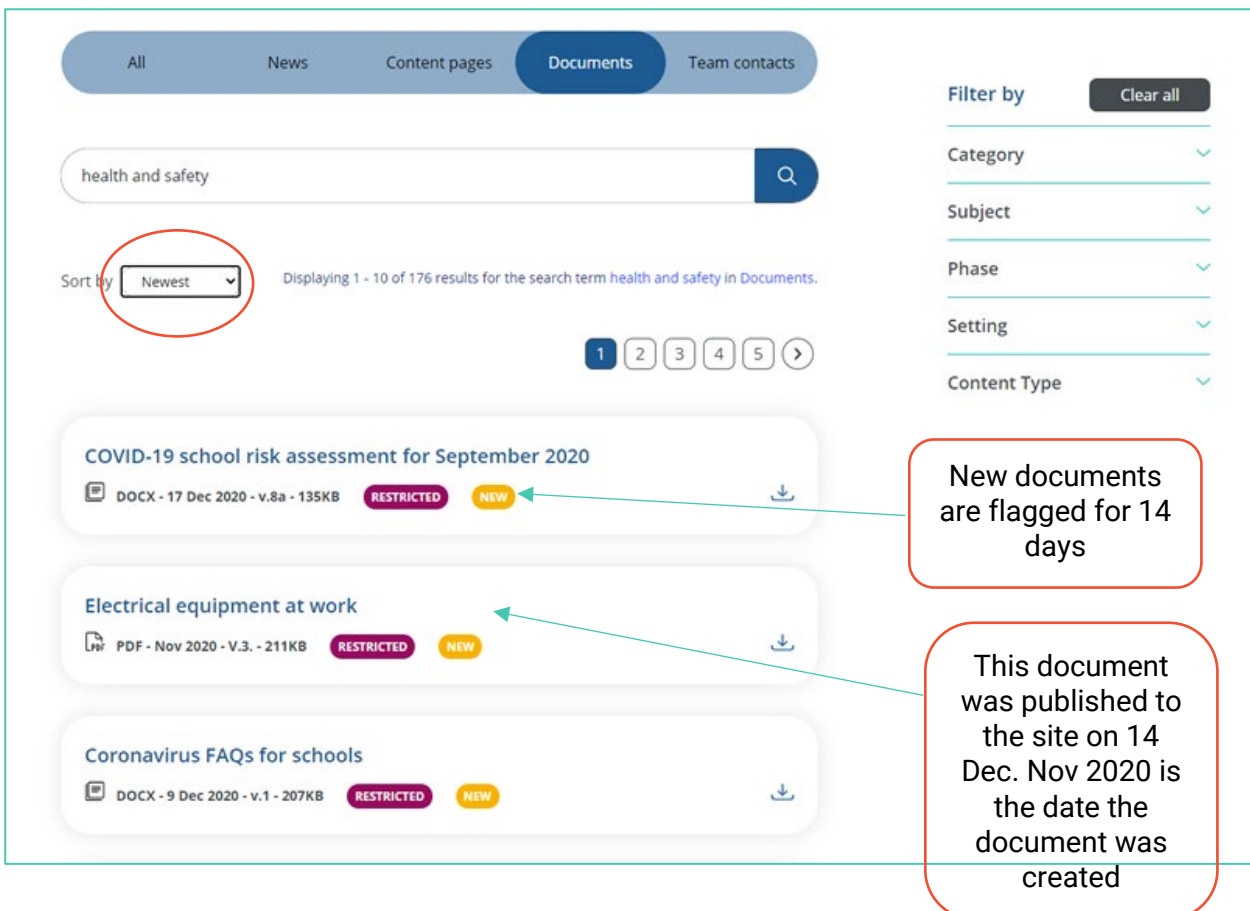 All News Content pages Documents Team contacts
Filter by Clear all
Category
health and safety
Subject
Phase
Sort by Newest Displaying 1 - 10 of 176 results for the search term health and safety in Documents.
Setting
1 2 3 4 5
Content Type
COVID-19 school risk assessment for September 2020
DOCX - 17 Dec 2020 - v.8a - 135KB RESTRICTED NEW
New documents
are flagged for 14
days
Electrical equipment at work
PDF PDF - Nov 2020 - V.3. - 211KB RESTRICTED NEW
This document
was published to
the site on 14
Dec. Nov 2020 is
the date the
document was
created
Coronavirus FAQs for schools
DOCX - 9 Dec 2020 - v.1 - 207KB RESTRICTED NEW